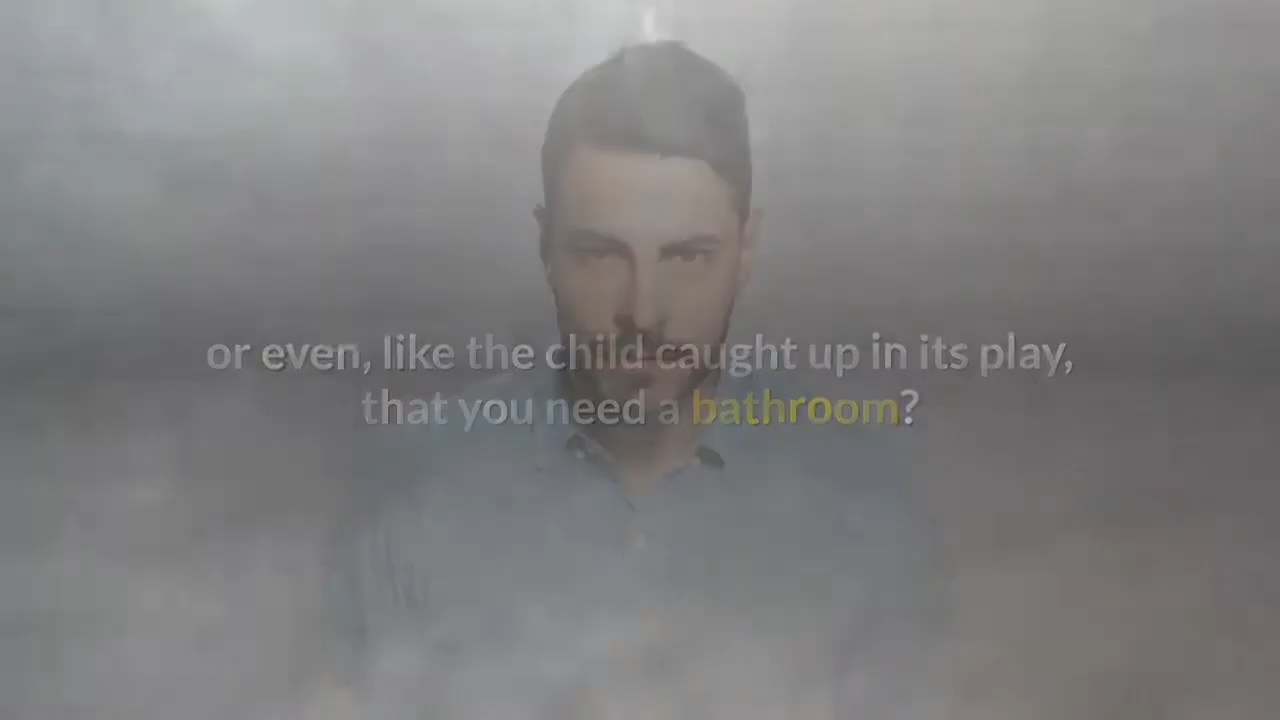 or even, like the child caught up in its play,
that you need a bathroom?